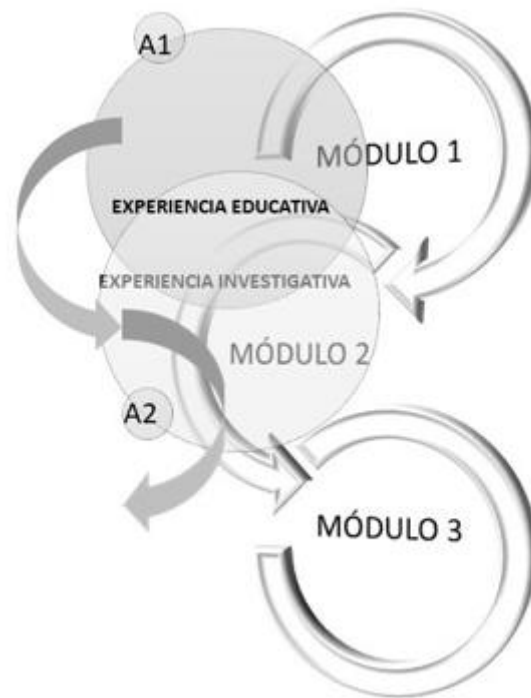 A1
MÓDULO 1
EXPERIENCIA EDUCATIVA
EXPERIENCIA INVESTIGATIVA
MÓDULO 2
A2
MÓDULO 3